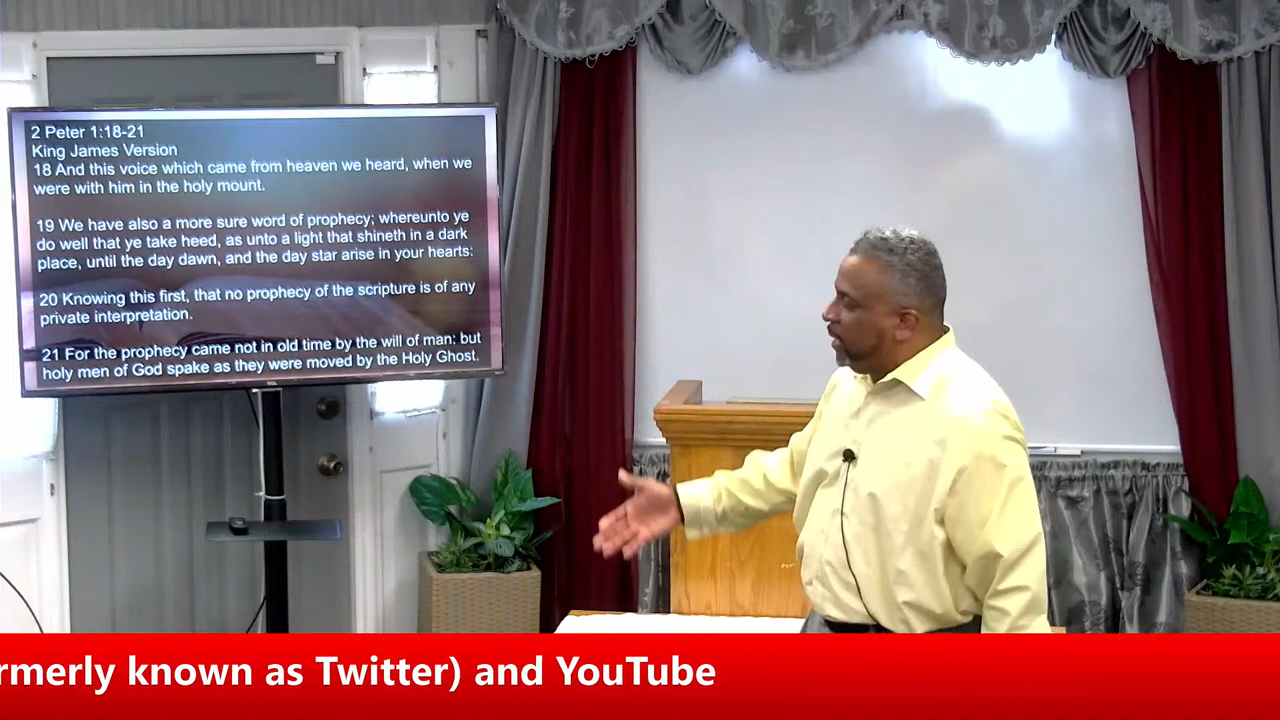 2 Peter 1:18-21
King James Version
18 And this voice which came from heaven we heard, when we
were with him in the holy mount.
19 We have also a more sure word of prophecy; whereunto ye
do well that ye take heed, as unto a light that shineth in a dark
place, until the day dawn, and the day star arise in your hearts:
20 Knowing this first, that no prophecy of the scripture is of any
private interpretation.
21 For the prophecy came not in old time by the will of man: but
holy men of God spake as they were moved by the Holy Ghost.
TCL
rmerly known as Twitter) and YouTube